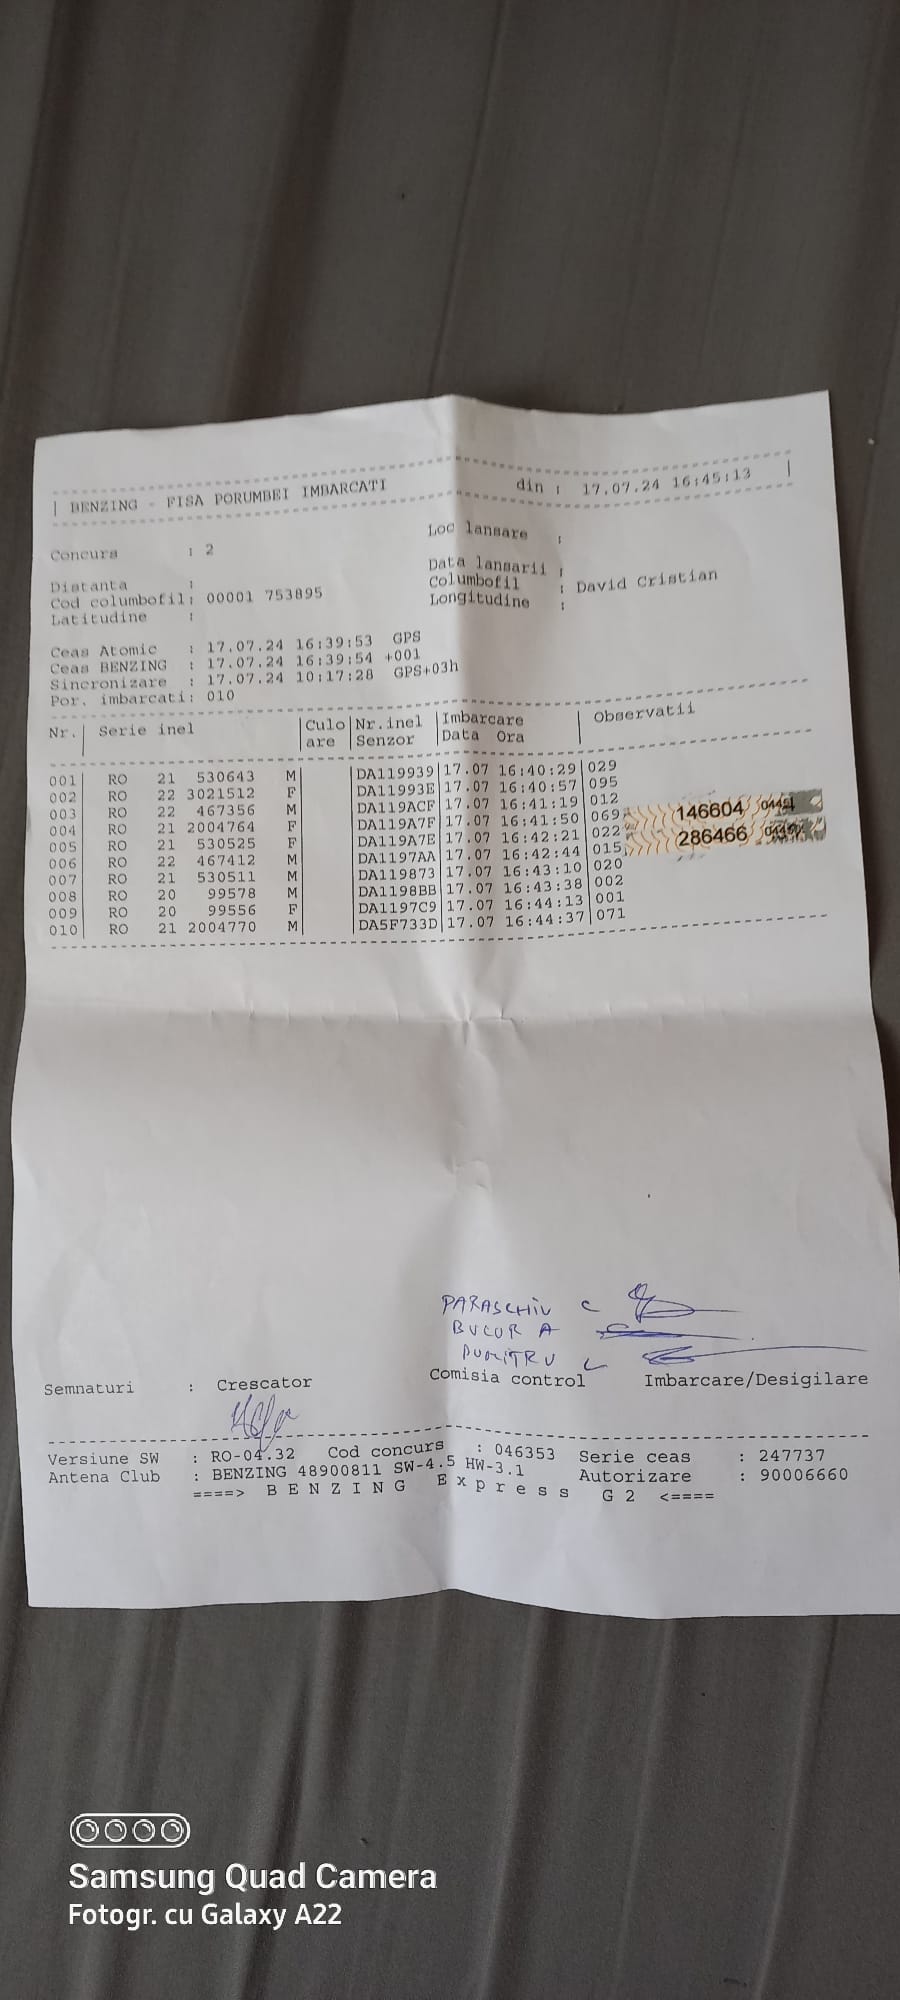 | BENZING - FISA PORUMBEI IMBARCATI din : 17.07.24 16:45:13 |
Concurs : 2 Loc lansare :
Distanta : Data lansarii :
Cod columbofil: 00001 753895 Columbofil : David Cristian
Latitudine : Longitudine :
Ceas Atomic : 17.07.24 16:39:53 GPS
Ceas BENZING : 17.07.24 16:39:54 +001
Sincronizare : 17.07.24 10:17:28 GPS+03h
Por. imbarcati: 010
Nr. | Serie inel | Culo | Nr.inel | Imbarcare | Observatii
are | Senzor | Data Ora
001 | RO 21 530643 M | | DA119939 | 17.07 16:40:29 | 029
002 | RO 22 3021512 F | | DA11993E | 17.07 16:40:57 | 095
003 | RO 22 467356 M | | DA119ACF | 17.07 16:41:19 | 012
004 | RO 21 2004764 F | | DA119A7F | 17.07 16:41:50 | 069 146604
005 | RO 21 530525 F | | DA119A7E | 17.07 16:42:21 | 022 286466
006 | RO 22 467412 M | | DA1197AA | 17.07 16:42:44 | 015
007 | RO 21 530511 M | | DA119873 | 17.07 16:43:10 | 020
008 | RO 20 99578 M | | DA1198BB | 17.07 16:43:38 | 002
009 | RO 20 99556 F | | DA1197C9 | 17.07 16:44:13 | 001
010 | RO 21 2004770 M | | DA5F733D | 17.07 16:44:37 | 071
PARASCHIV C
BUCUR A
DUMITRU L
Semnaturi : Crescator Comisia control Imbarcare/Desigilare
Versiune SW : RO-04.32 Cod concurs : 046353 Serie ceas : 247737
Antena Club : BENZING 48900811 SW-4.5 HW-3.1 Autorizare : 90006660
====> B E N Z I N G E x p r e s s G 2 <====
Samsung Quad Camera
Fotogr. cu Galaxy A22